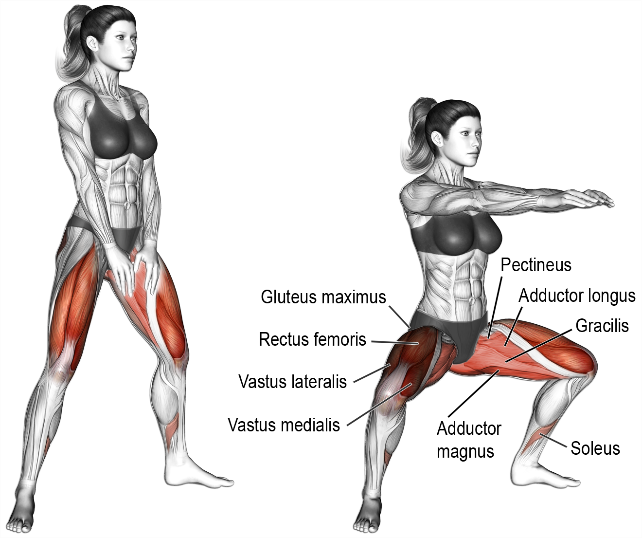 Pectineus
Gluteus maximus
Adductor longus
Gracilis
Rectus femoris
Vastus lateralis
Vastus medialis
Adductor
magnus
Soleus